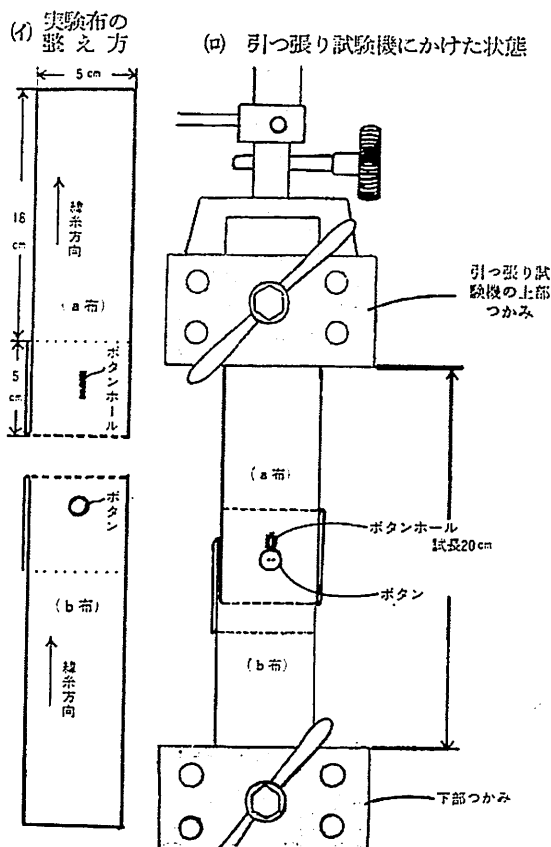 (イ) 実験布の
整え方
(ロ) 引つ張り試験機にかけた状態
5cm
18
cm
緯糸方向
(a布)
5
cm
ボタンホール
ボタン
(b布)
緯糸方向
引っ張り試
験機の上部
つかみ
(a布)
ボタンホール
試長20cm
ボタン
(b布)
下部つかみ